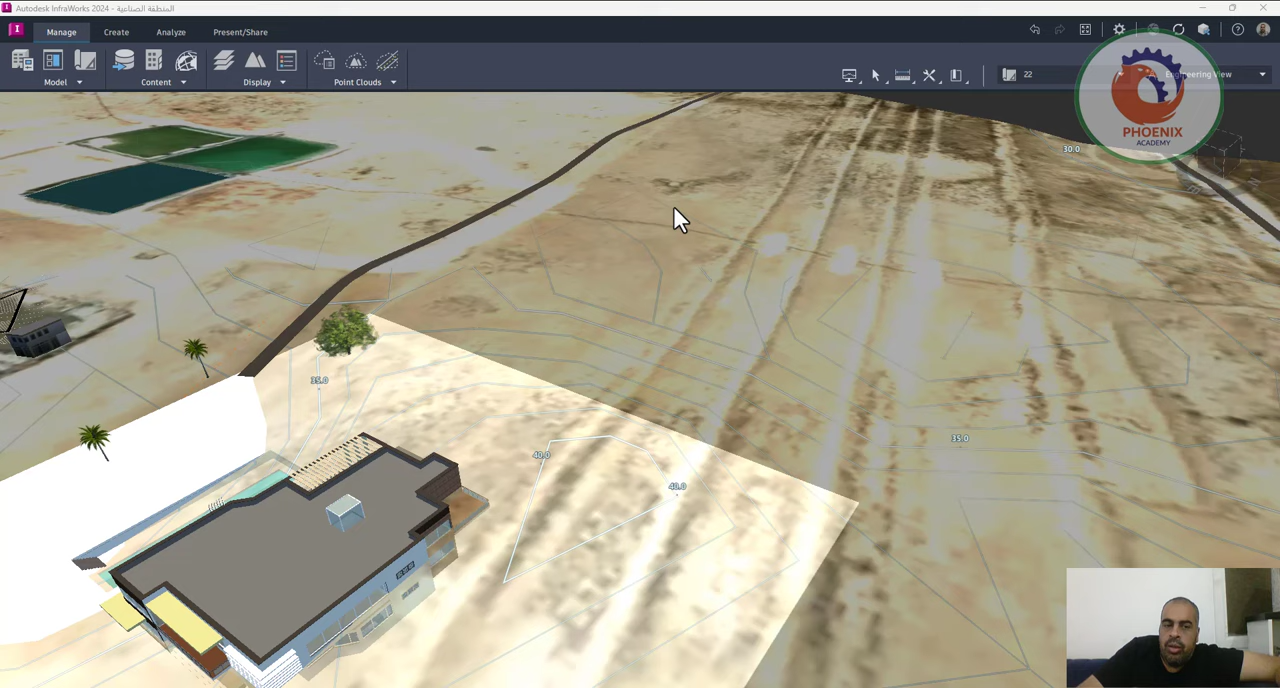 Autodesk InfraWorks 2024 - المنطقة الصناعية
Manage
Create
Analyze
Present/Share
Model
Content
Display
Point Clouds
22
Engineering View
PHOENIX
ACADEMY
30.0
35.0
40.0
40.0
35.0